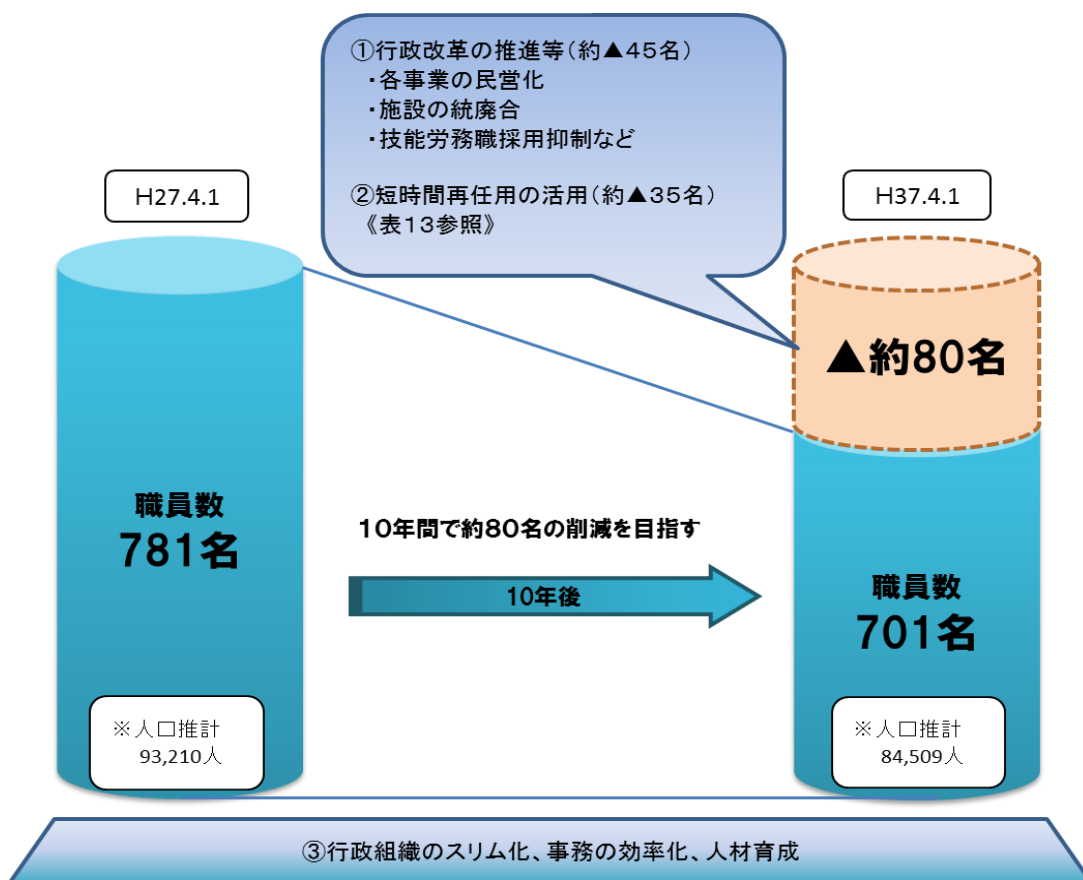 ①行政改革の推進等(約▲45名)
・各事業の民営化
・施設の統廃合
・技能労務職採用抑制など
②短時間再任用の活用(約▲35名)
《表13参照》
H27.4.1
H37.4.1
▲約80名
職員数
781名
10年間で約80名の削減を目指す
10年後
職員数
701名
※人口推計
93,210人
※人口推計
84,509人
③行政組織のスリム化、事務の効率化、人材育成